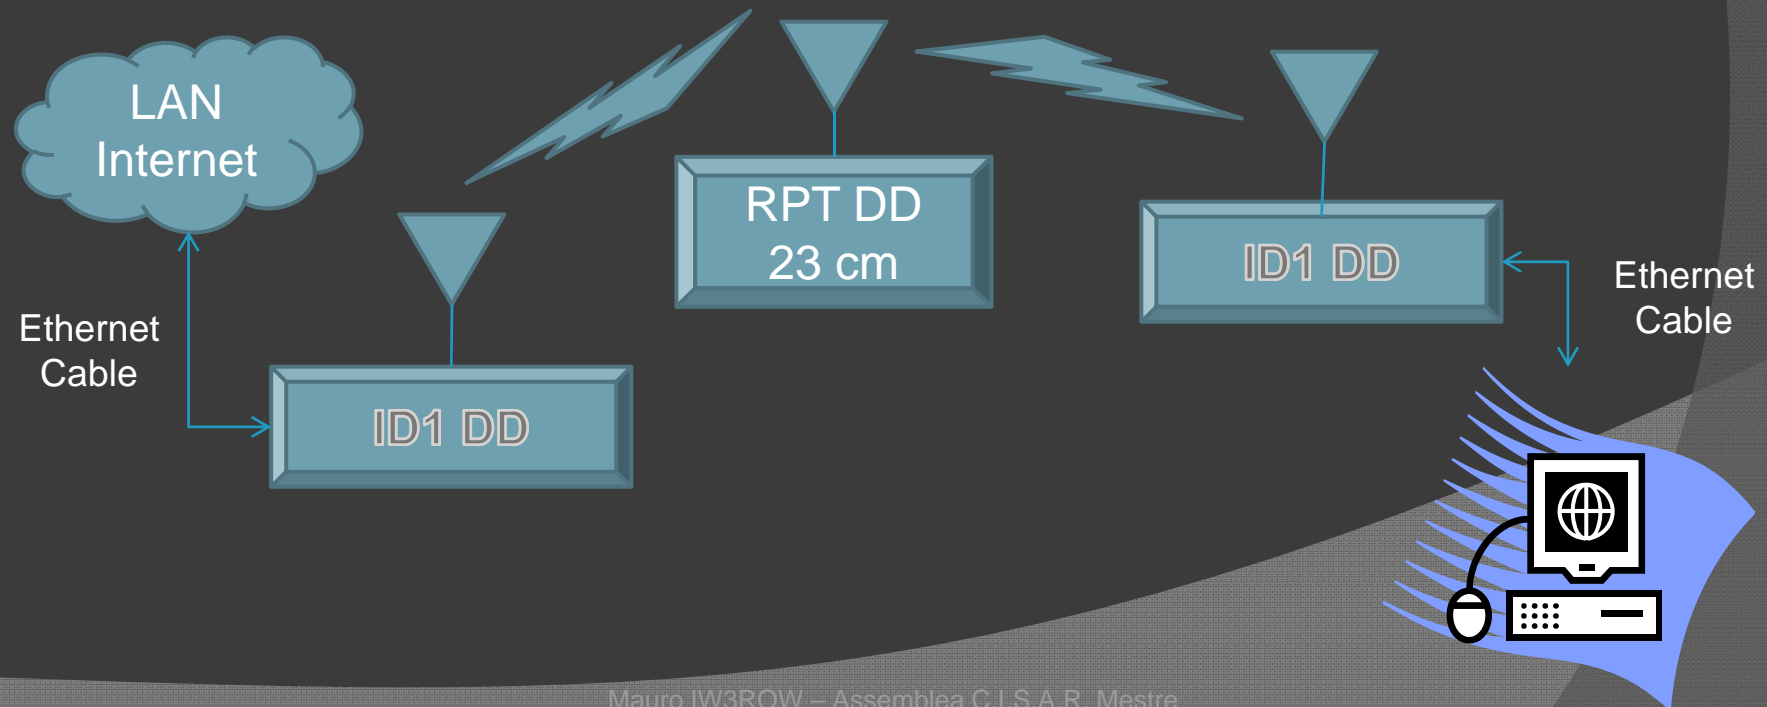 LAN
Internet
RPT DD
23 cm
ID1 DD
Ethernet
Cable
Ethernet
Cable
ID1 DD
Mauro IW3ROW – Assemblea C.I.S.A.R. Mestre